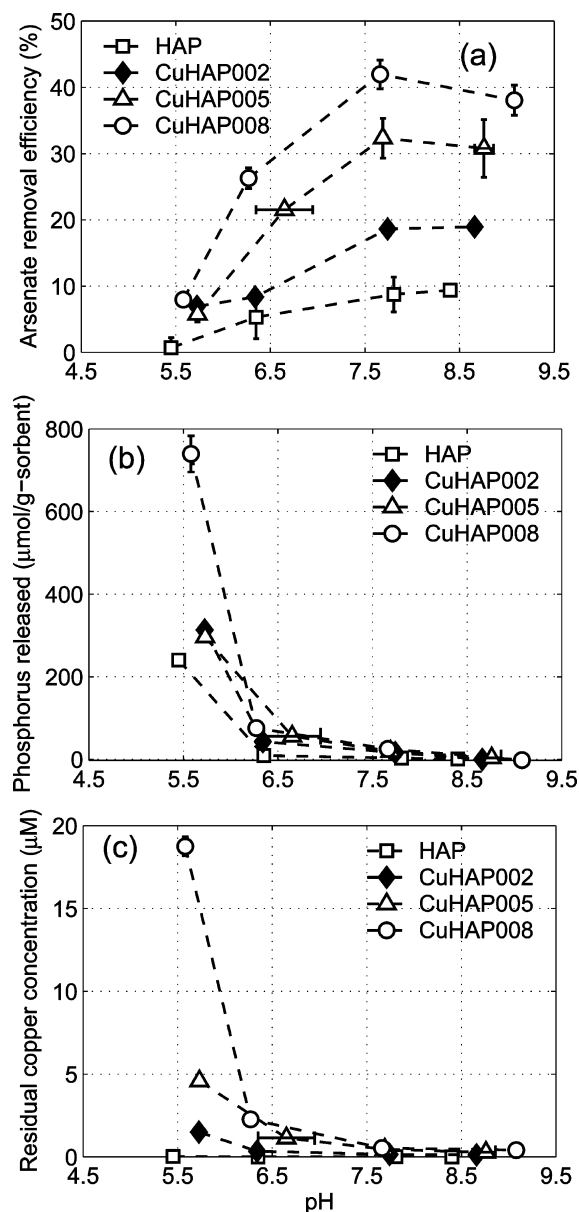 50
40
30
20
10
0
Arsenate removal efficiency (%)
HAP
CuHAP002
CuHAP005
CuHAP008
(a)
4.5 5.5 6.5 7.5 8.5 9.5
800
600
400
200
0
Phosphorus released (μmol/g−sorbent)
(b)
HAP
CuHAP002
CuHAP005
CuHAP008
4.5 5.5 6.5 7.5 8.5 9.5
20
15
10
5
0
Residual copper concentration (μM)
(c)
HAP
CuHAP002
CuHAP005
CuHAP008
4.5 5.5 6.5 7.5 8.5 9.5
pH